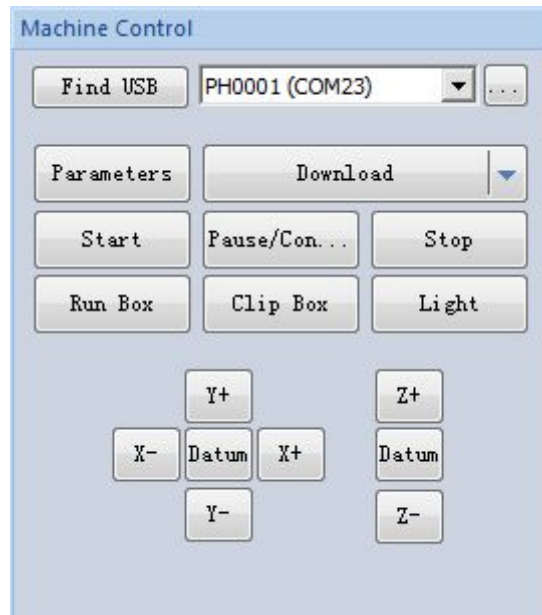 Machine Control
Find USB PH0001 (COM23) ...
Parameters Download
Start Pause/Con... Stop
Run Box Clip Box Light
Y+ Z+
X- Datum X+ Datum
Y- Z-